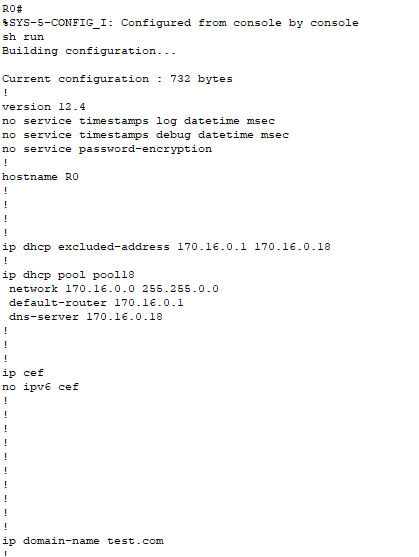 R0#
%SYS-5-CONFIG_I: Configured from console by console
sh run
Building configuration...
Current configuration : 732 bytes
!
version 12.4
no service timestamps log datetime msec
no service timestamps debug datetime msec
no service password-encryption
!
hostname R0
!
!
!
!
ip dhcp excluded-address 170.16.0.1 170.16.0.18
!
ip dhcp pool pool18
 network 170.16.0.0 255.255.0.0
 default-router 170.16.0.1
 dns-server 170.16.0.18
!
!
!
ip cef
no ipv6 cef
!
!
!
!
!
!
!
!
!
!
ip domain-name test.com
!